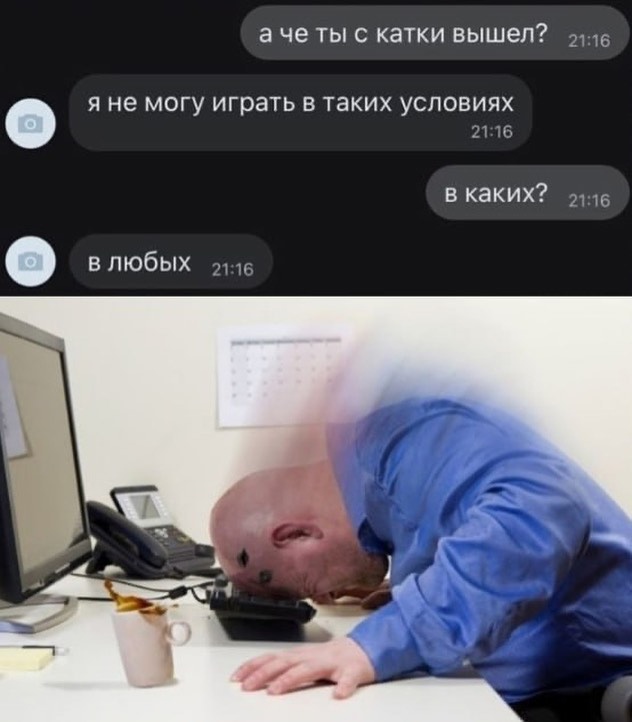 а че ты с катки вышел? 21:16
я не могу играть в таких условиях
21:16
в каких? 21:16
в любых 21:16